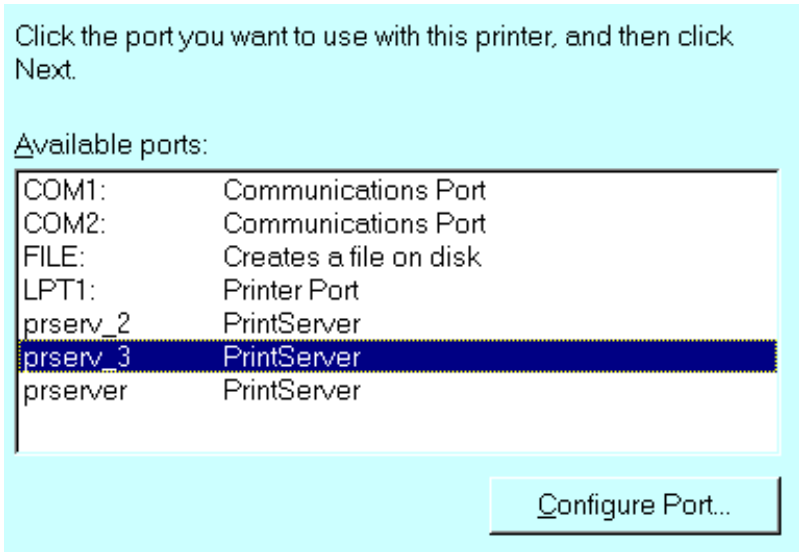 Click the port you want to use with this printer, and then click
Next.
Available ports:
COM1: Communications Port
COM2: Communications Port
FILE: Creates a file on disk
LPT1: Printer Port
prserv_2 PrintServer
prserv_3 PrintServer
prserver PrintServer
Configure Port...